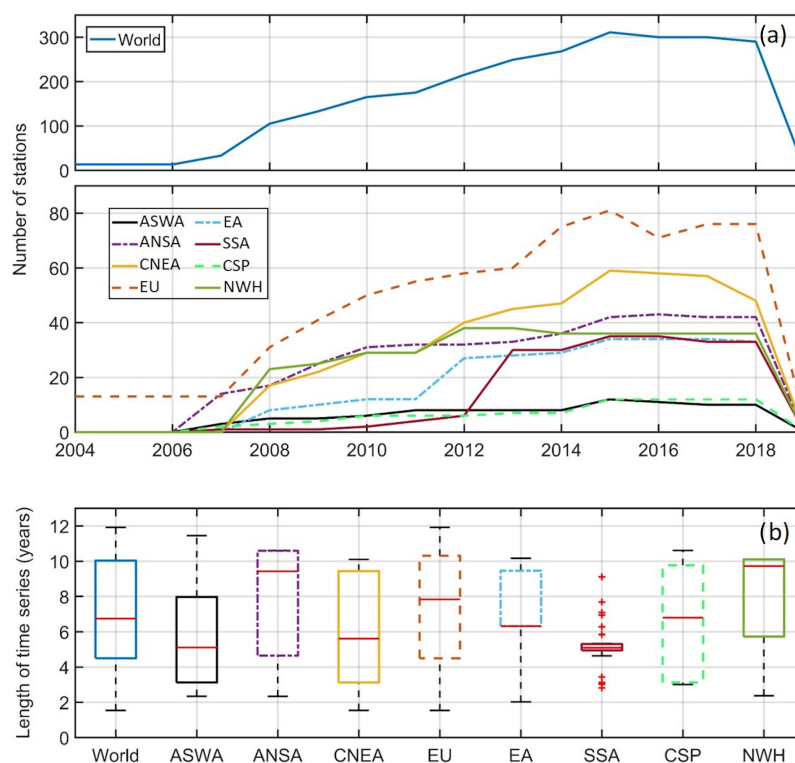 (a)
World
300
200
100
0
Number of stations
ASWA
ANSA
CNEA
EU
EA
SSA
CSP
NWH
80
60
40
20
0
2004 2006 2008 2010 2012 2014 2016 2018
(b)
Length of time series (years)
12
10
8
6
4
2
0
World ASWA ANSA CNEA EU EA SSA CSP NWH